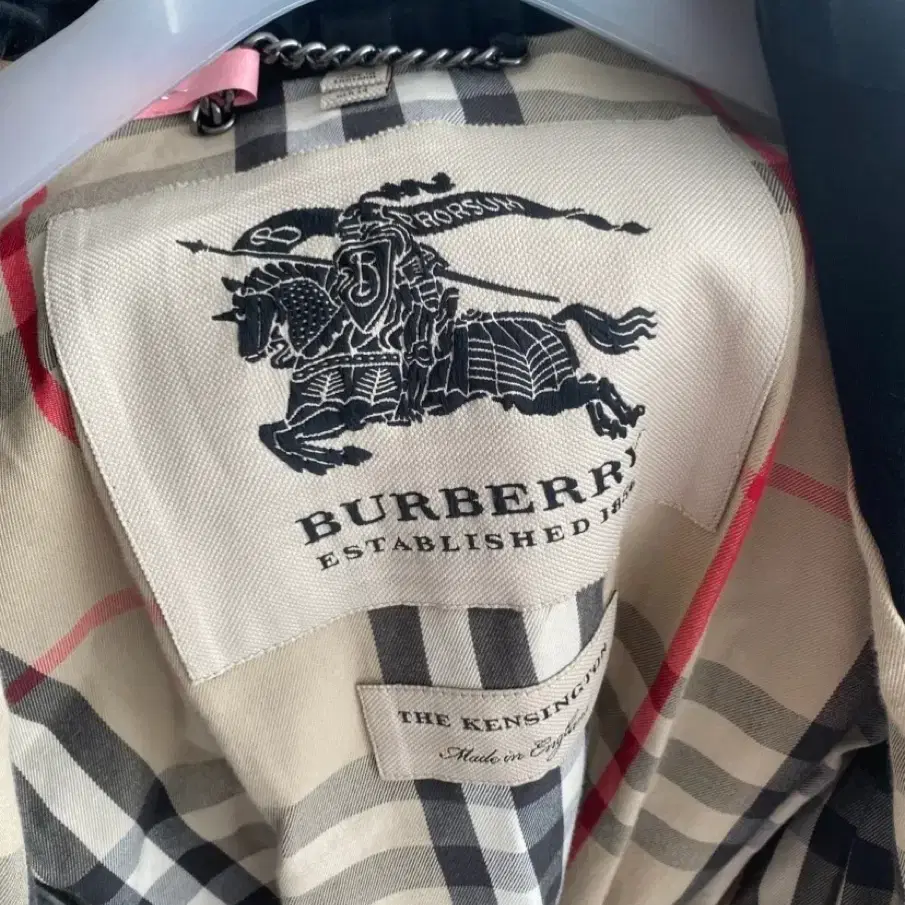 B PRORSUM
B
BURBERRY
ESTABLISHED 1856
THE KENSINGTON
Made in England